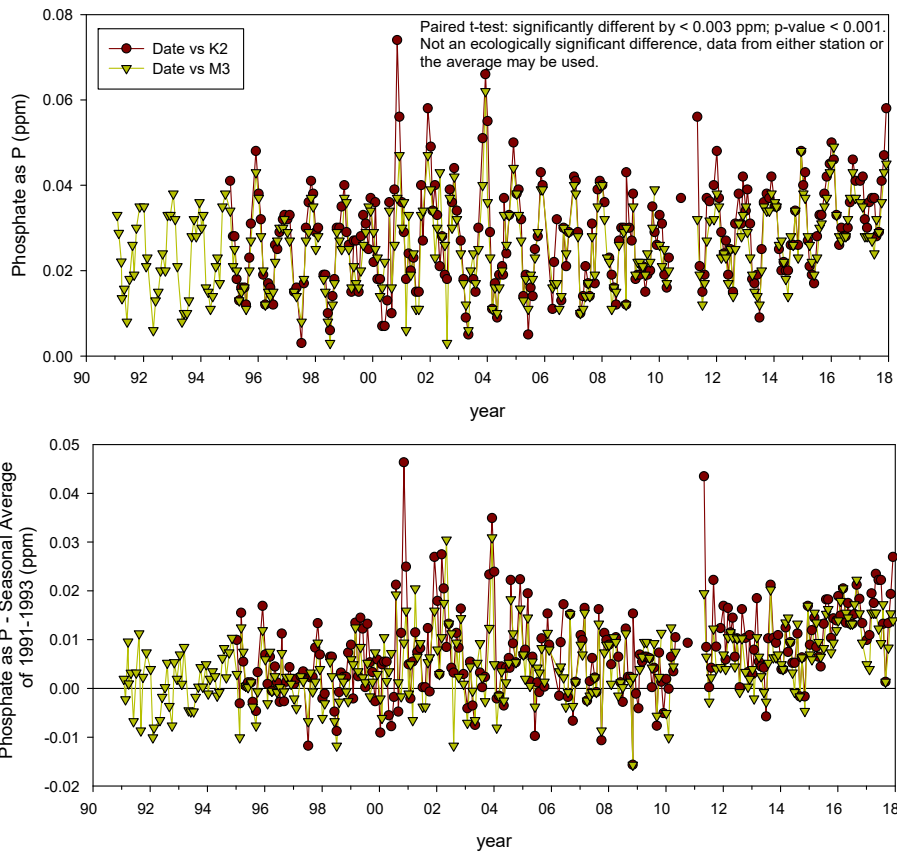 Paired t-test: significantly different by < 0.003 ppm; p-value < 0.001.
Not an ecologically significant difference, data from either station or
the average may be used.
Date vs K2
Date vs M3
Phosphate as P (ppm)
0.08
0.06
0.04
0.02
0.00
90 92 94 96 98 00 02 04 06 08 10 12 14 16 18
year
Phosphate as P - Seasonal Average
of 1991-1993 (ppm)
0.05
0.04
0.03
0.02
0.01
0.00
-0.01
-0.02
90 92 94 96 98 00 02 04 06 08 10 12 14 16 18
year